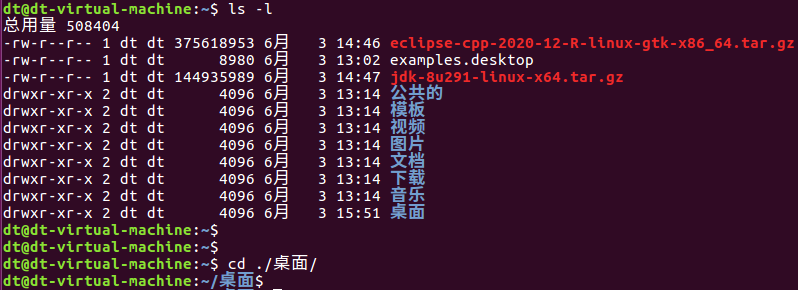 dt@dt-virtual-machine:~$ ls -l
总用量 508404
-rw-r--r-- 1 dt dt 375618953 6月   3 14:46 eclipse-cpp-2020-12-R-linux-gtk-x86_64.tar.gz
-rw-r--r-- 1 dt dt      8980 6月   3 13:02 examples.desktop
-rw-r--r-- 1 dt dt 144935989 6月   3 14:47 jdk-8u291-linux-x64.tar.gz
drwxr-xr-x 2 dt dt      4096 6月   3 13:14 公共的
drwxr-xr-x 2 dt dt      4096 6月   3 13:14 模板
drwxr-xr-x 2 dt dt      4096 6月   3 13:14 视频
drwxr-xr-x 2 dt dt      4096 6月   3 13:14 图片
drwxr-xr-x 2 dt dt      4096 6月   3 13:14 文档
drwxr-xr-x 2 dt dt      4096 6月   3 13:14 下载
drwxr-xr-x 2 dt dt      4096 6月   3 13:14 音乐
drwxr-xr-x 2 dt dt      4096 6月   3 15:51 桌面
dt@dt-virtual-machine:~$
dt@dt-virtual-machine:~$
dt@dt-virtual-machine:~$ cd ./桌面/
dt@dt-virtual-machine:~/桌面$